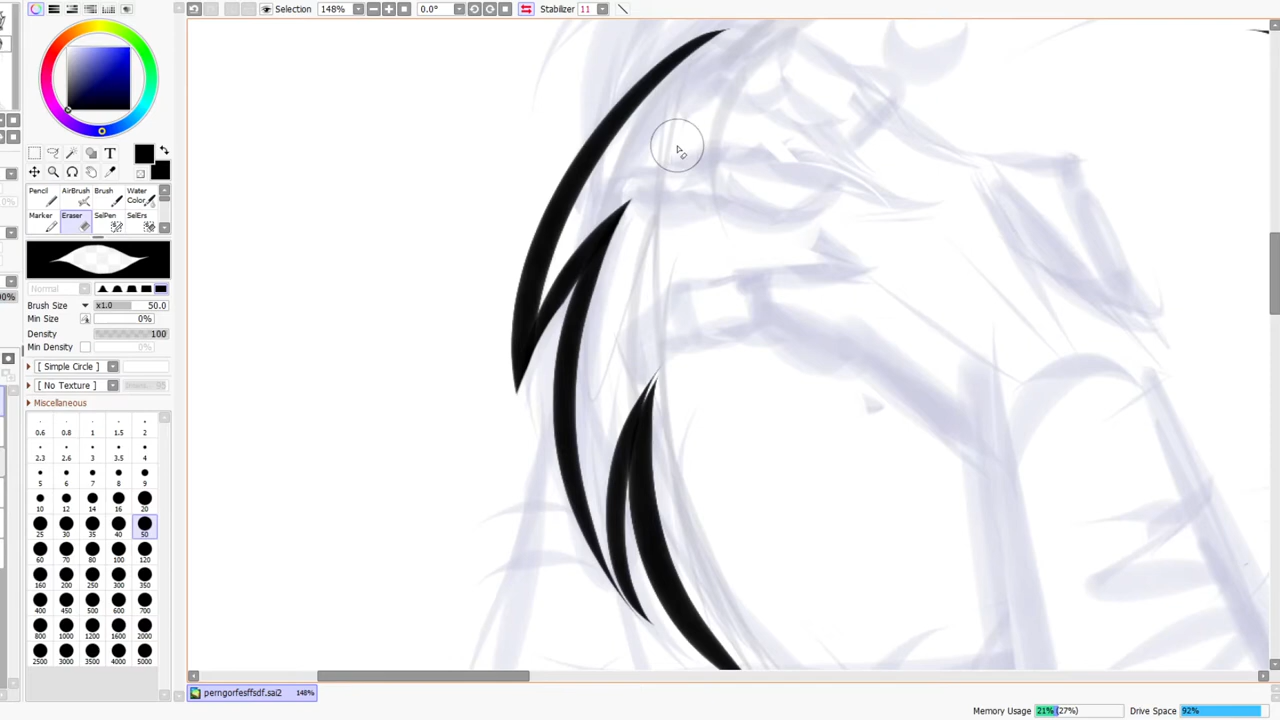 Selection 148% 0.0° Stabilizer 11
T
Pencil AirBrush Brush Water Color
Marker Eraser SelPen SelErs
Normal
Brush Size x1.0 50.0
Min Size 0%
Density 100
Min Density 0%
[ Simple Circle ]
[ No Texture ]
Miscellaneous
0.6 0.8 1 1.5 2
2.3 2.6 3 3.5 4
5 6 7 8 9
10 12 14 16 20
25 30 35 40 50
60 70 80 100 120
160 200 250 300 350
400 450 500 600 700
800 1000 1200 1600 2000
2500 3000 3500 4000 5000
perngorfesffsdf.sai2 148%
Memory Usage 21% (27%) Drive Space 92%